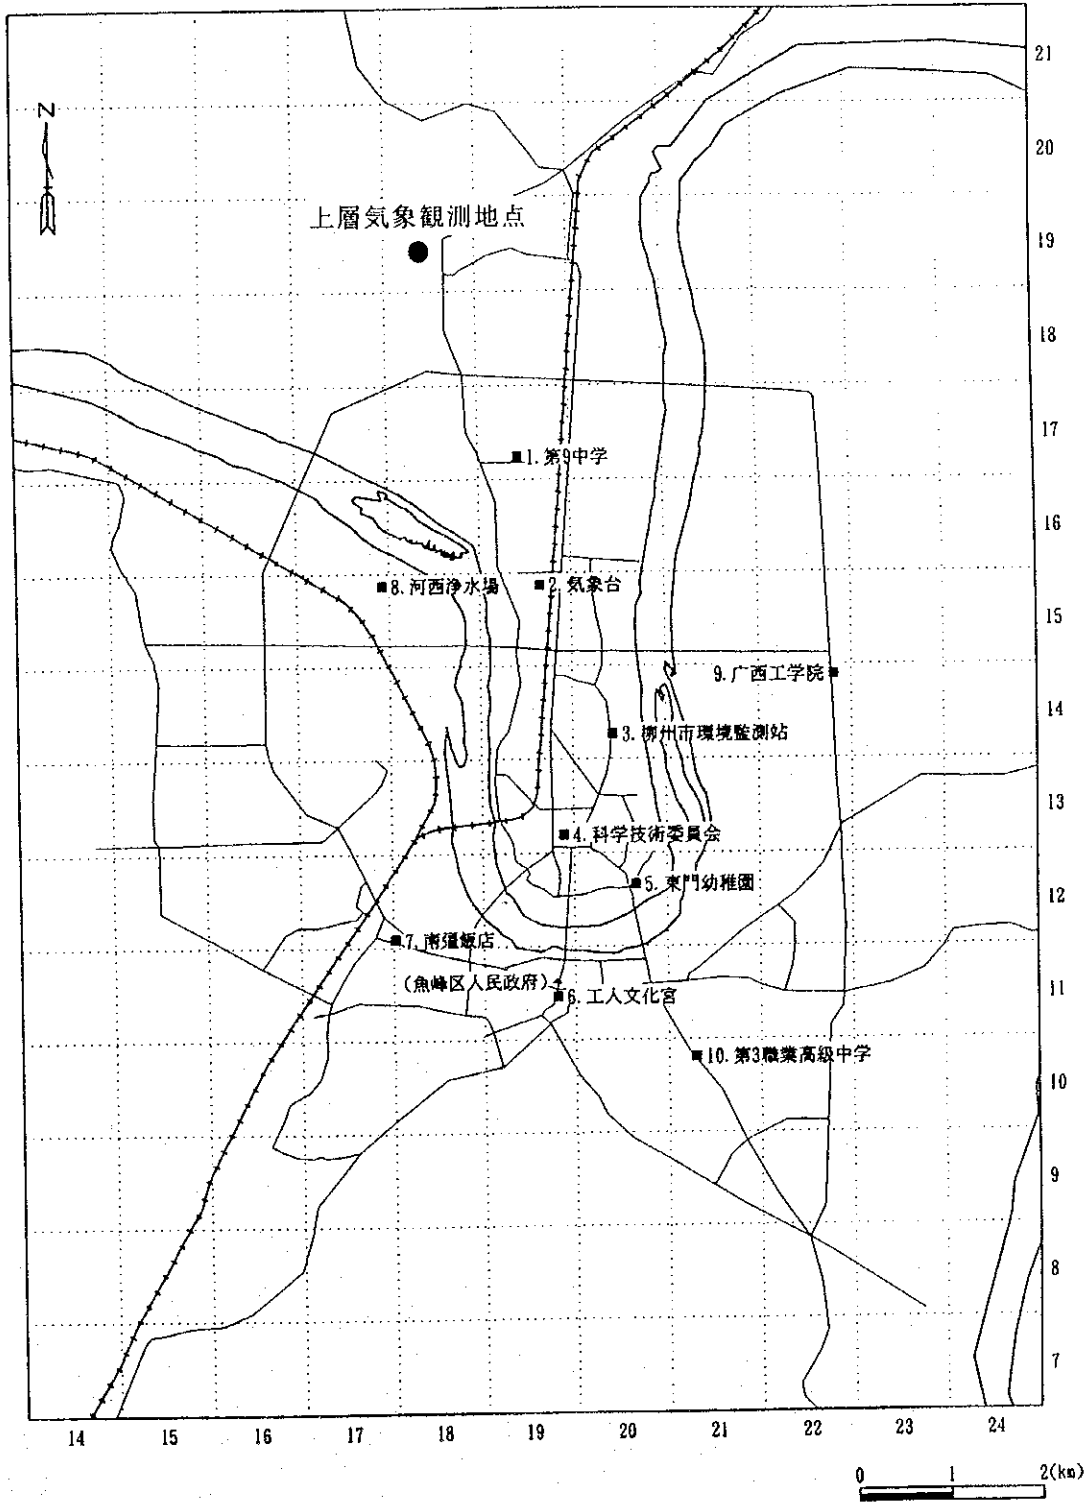 21
N
20
上層気象観測地点
19
18
17
1. 第9中学
16
8. 河西浄水場
2. 気象台
15
9. 广西工学院
14
3. 柳州市環境監測站
13
4. 科学技術委員会
5. 東門幼稚園
12
7. 南疆飯店
(魚峰区人民政府)
11
6. 工人文化宮
10. 第3職業高級中学
10
9
8
7
14 15 16 17 18 19 20 21 22 23 24
0 1 2(km)